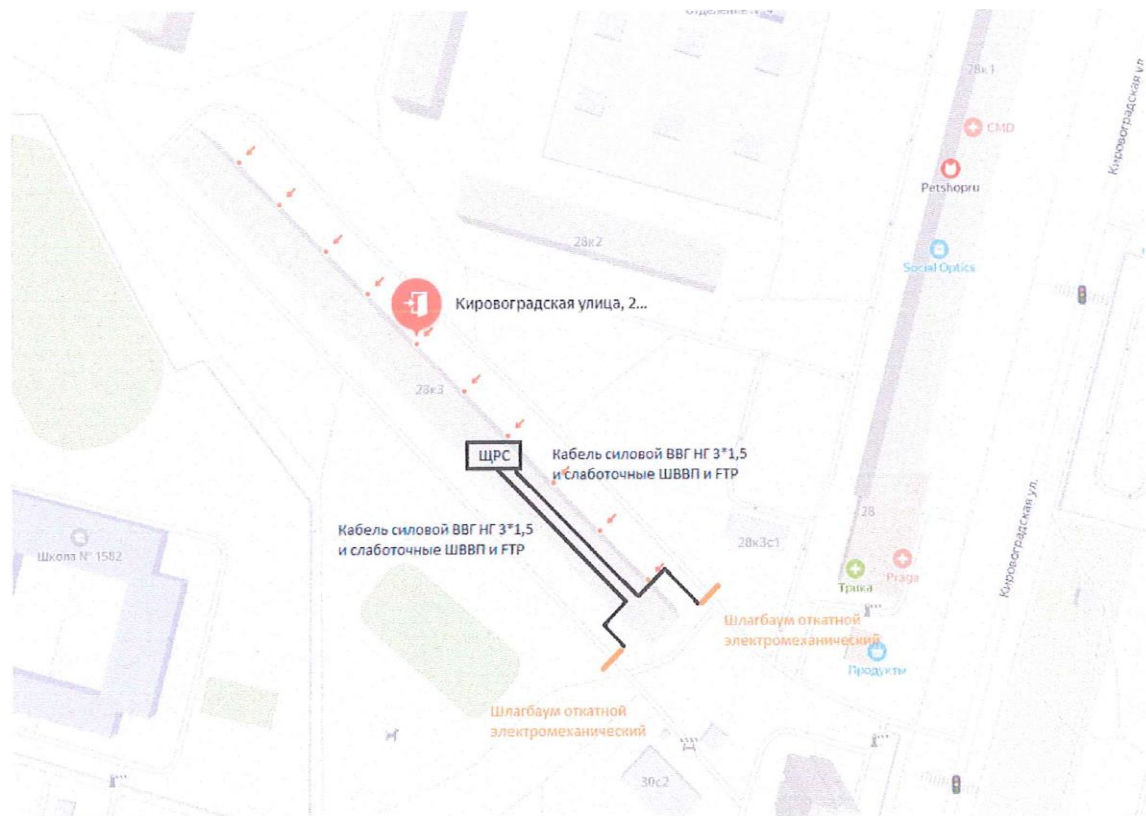 28к1
CMD
Кировоградская ул.
Petshopru
28к2
Social Optics
Кировоградская улица, 2...
28к3
ЩРС
Кабель силовой ВВГ НГ 3*1,5
и слаботочные ШВВП и FTP
Кабель силовой ВВГ НГ 3*1,5
и слаботочные ШВВП и FTP
28
28к3с1
Школа № 1582
Кировоградская ул.
Praga
Шлагбаум откатной
электромеханический
Продукты
Шлагбаум откатной
электромеханический
30с2